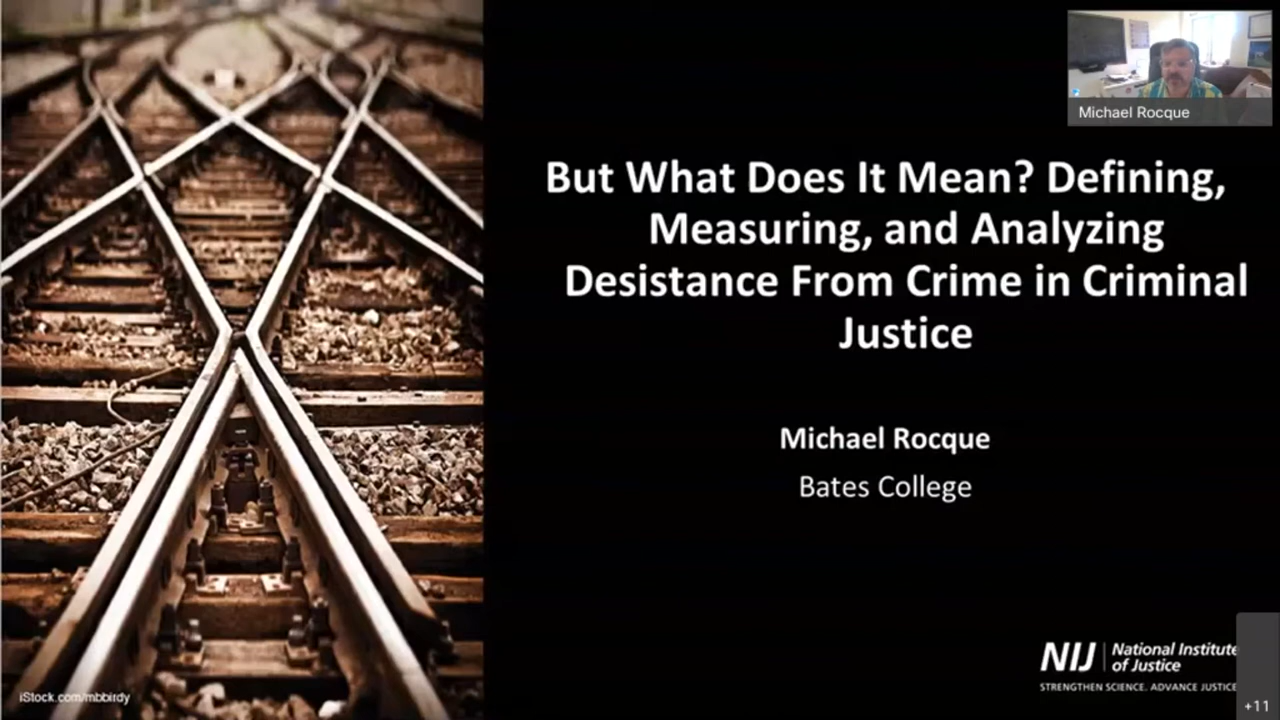 Michael Rocque
But What Does It Mean? Defining,
Measuring, and Analyzing
Desistance From Crime in Criminal
Justice
Michael Rocque
Bates College
NIJ
National Institute
of Justice
STRENGTHEN SCIENCE. ADVANCE JUSTICE
iStock.com/mbbirdy
+11